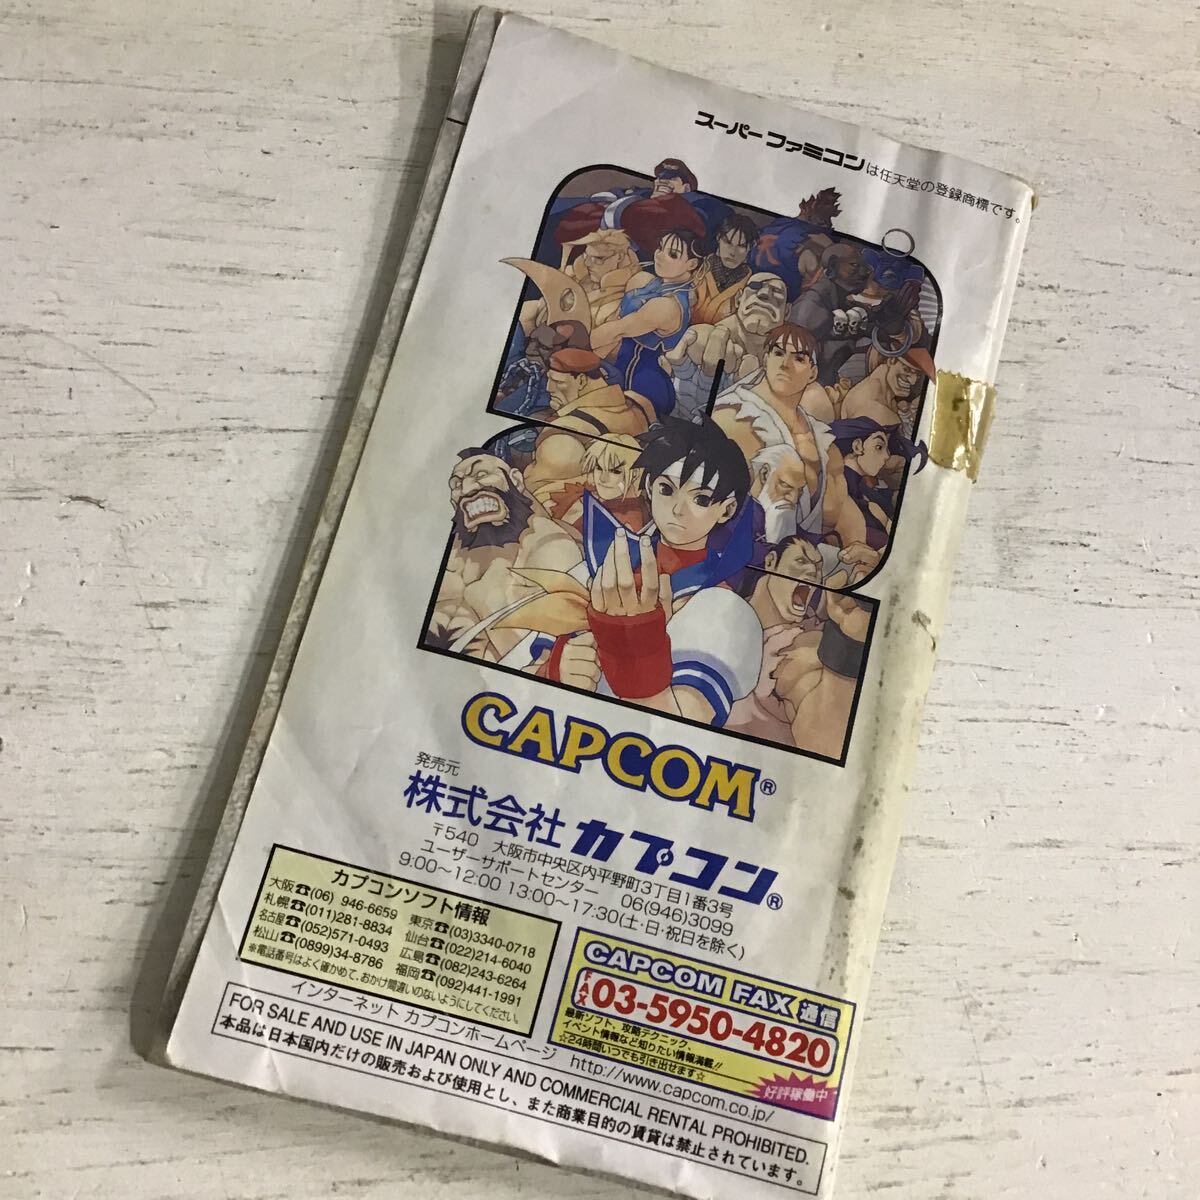 スーパーファミコンは任天堂の登録商標です。
CAPCOM®
発売元
株式会社カプコン®
〒540 大阪市中央区内平野町3丁目1番3号
ユーザーサポートセンター 06(946)3099
9:00〜12:00 13:00〜17:30(土・日・祝日を除く)
カプコンソフト情報
大阪☎(06) 946-6659 東京☎(03)3340-0718
札幌☎(011)281-8834 仙台☎(022)214-6040
名古屋☎(052)571-0493 広島☎(082)243-6264
松山☎(0899)34-8786 福岡☎(092)441-1991
※電話番号はよく確かめて、おかけ間違いのないようにしてください。
CAPCOM FAX 通信
FAX 03-5950-4820
最新ソフト、攻略テクニック、
イベント情報など知りたい情報満載!!
☆24時間いつでも引き出せます☆
好評稼働中
インターネット カプコンホームページ http://www.capcom.co.jp/
FOR SALE AND USE IN JAPAN ONLY AND COMMERCIAL RENTAL PROHIBITED.
本品は日本国内だけの販売および使用とし、また商業目的の賃貸は禁止されています。